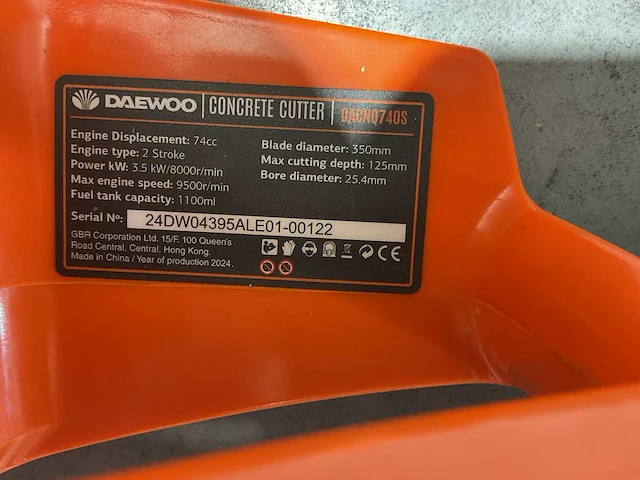 DAEWOO | CONCRETE CUTTER | DACNQ740S
Engine Displacement: 74cc
Engine type: 2 Stroke
Power kW: 3.5 kW/8000r/min
Max engine speed: 9500r/min
Fuel tank capacity: 1100ml
Blade diameter: 350mm
Max cutting depth: 125mm
Bore diameter: 25.4mm
Serial №: 24DW04395ALE01-00122
GBR Corporation Ltd. 15/F. 100 Queen's
Road Central, Central. Hong Kong.
Made in China / Year of production 2024.
CE